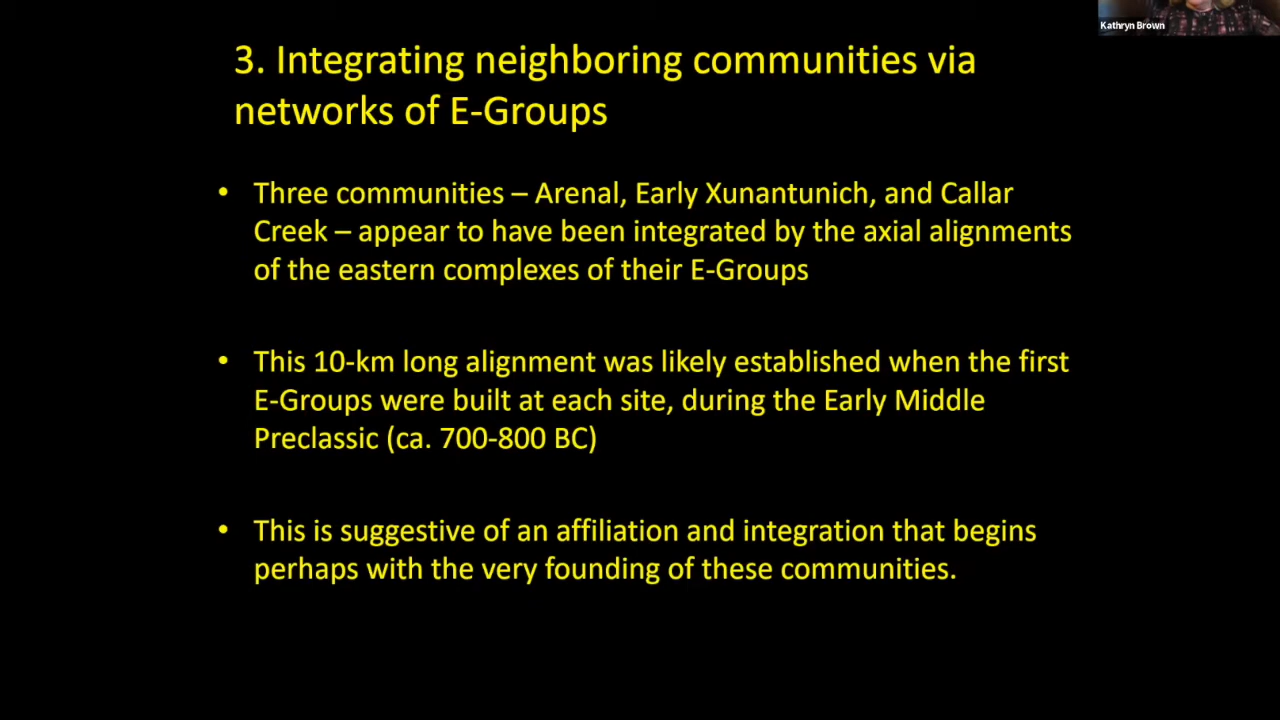 Kathryn Brown
3. Integrating neighboring communities via
networks of E-Groups
• Three communities – Arenal, Early Xunantunich, and Callar
Creek – appear to have been integrated by the axial alignments
of the eastern complexes of their E-Groups
• This 10-km long alignment was likely established when the first
E-Groups were built at each site, during the Early Middle
Preclassic (ca. 700-800 BC)
• This is suggestive of an affiliation and integration that begins
perhaps with the very founding of these communities.